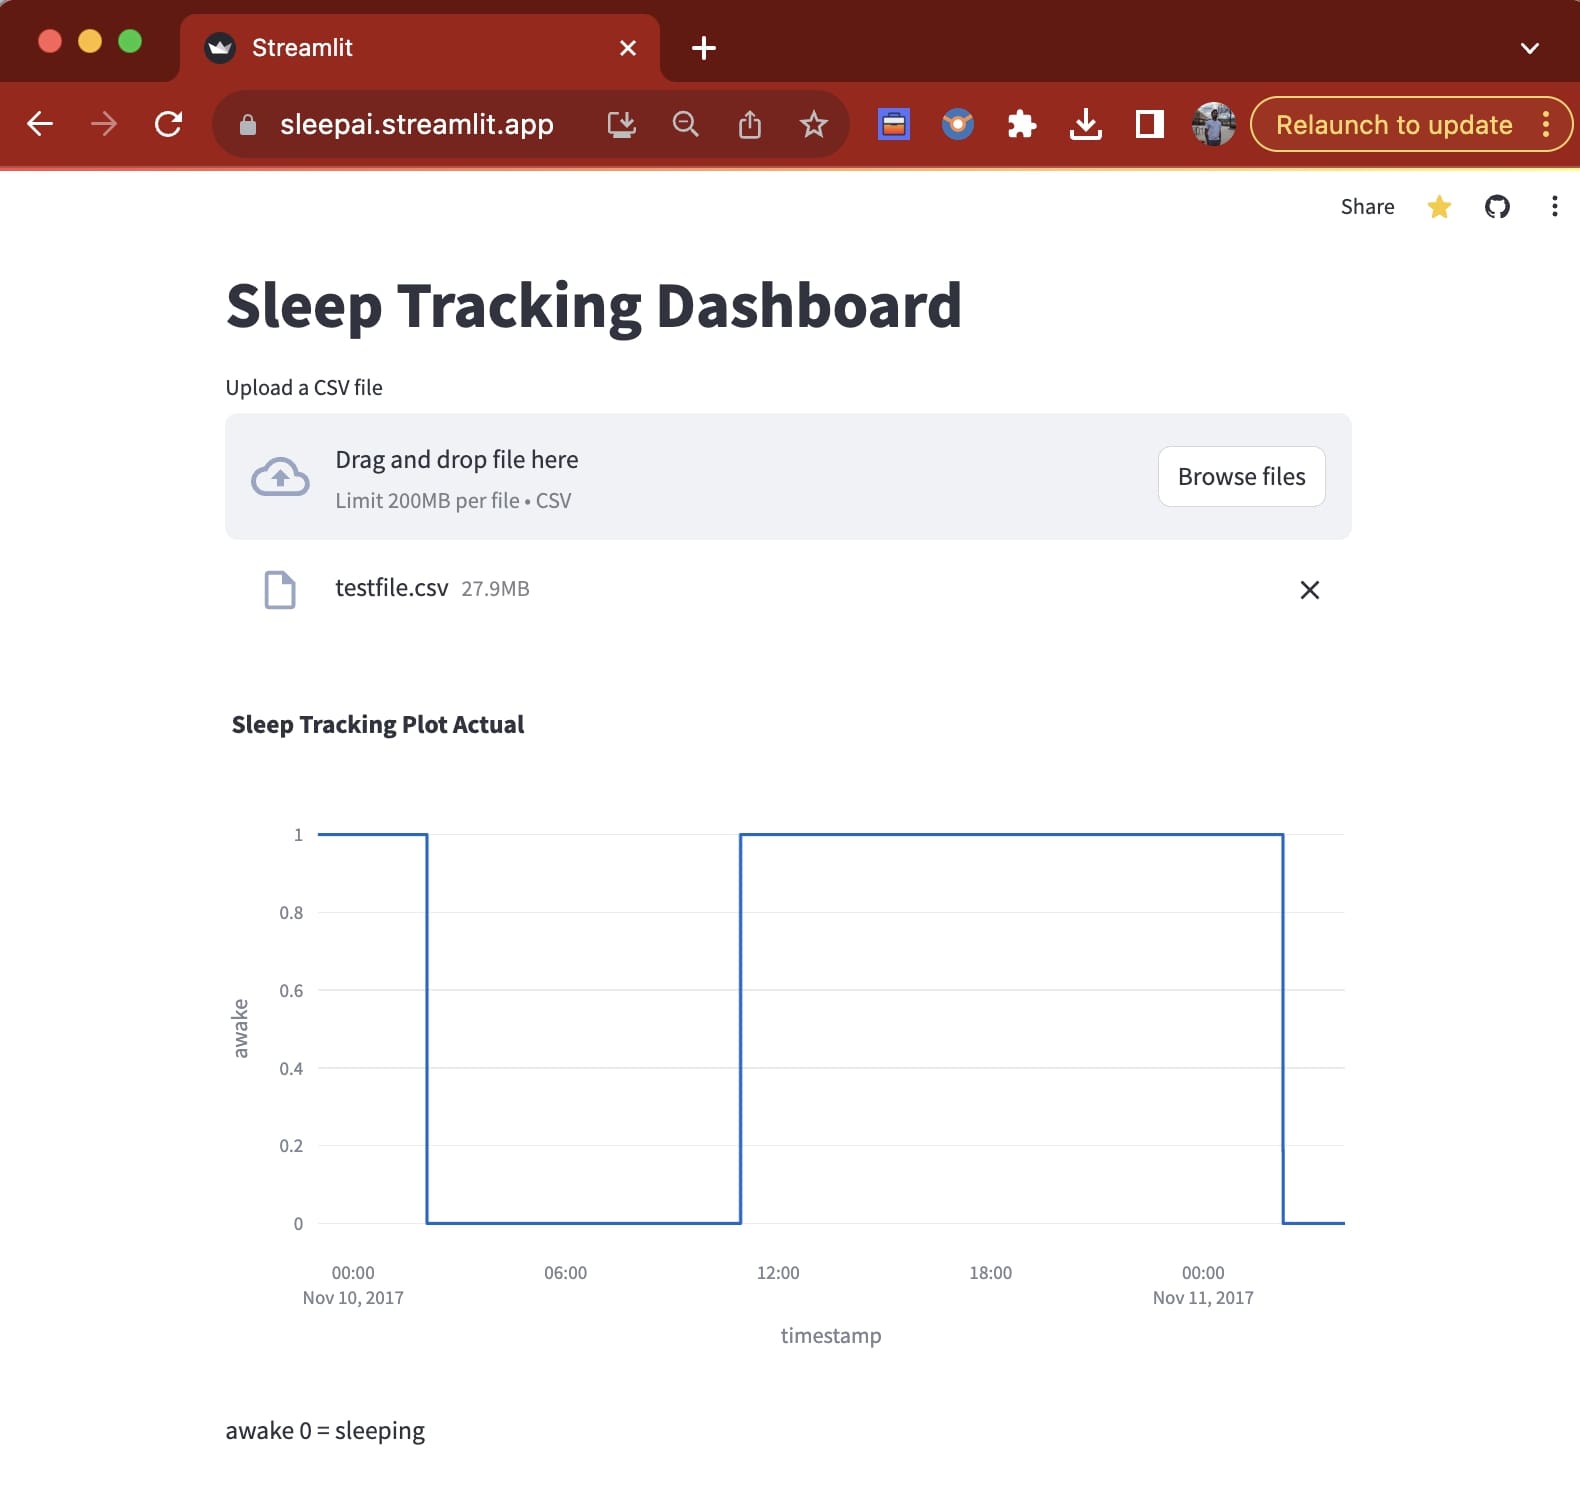 Streamlit
sleepai.streamlit.app
Relaunch to update
Share
Sleep Tracking Dashboard
Upload a CSV file
Drag and drop file here
Limit 200MB per file • CSV
Browse files
testfile.csv 27.9MB
Sleep Tracking Plot Actual
1
0.8
0.6
0.4
0.2
0
awake
00:00 06:00 12:00 18:00 00:00
Nov 10, 2017 Nov 11, 2017
timestamp
awake 0 = sleeping